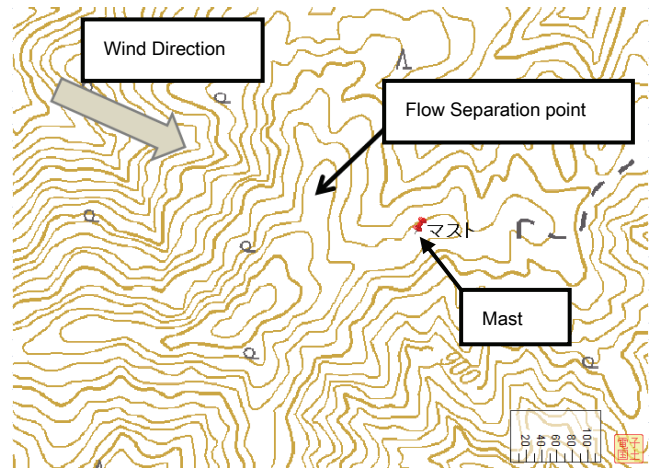 Wind Direction
Flow Separation point
マスト
Mast
20 40 60 80 100
電子国土